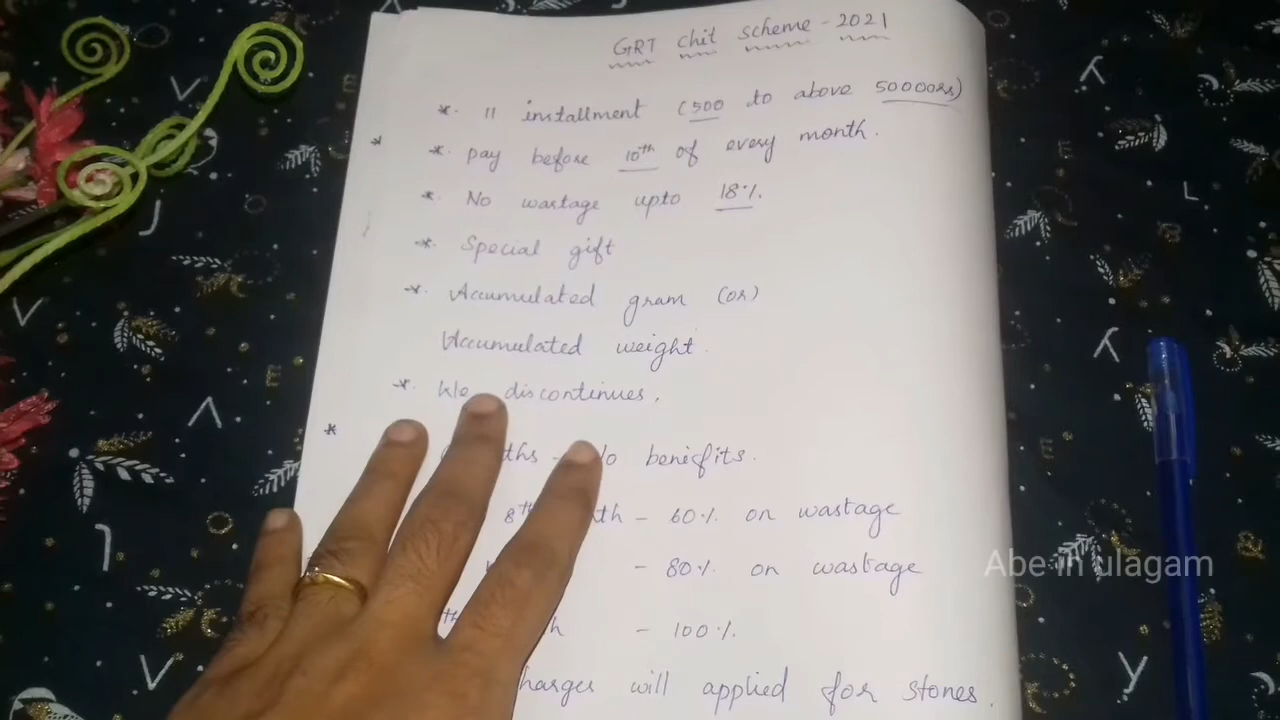 GRT chit scheme - 2021
*. 11 installment (500 to above 50000rs)
* *. pay before 10th of every month.
*. No wastage upto 18%.
*. Special gift
*. Accumulated gram (or)
Accumulated weight.
*. discontinues,
*
benefits.
8th - 60% on wastage
- 80% on wastage
- 100%.
will applied for stones.
Abe in ulagam